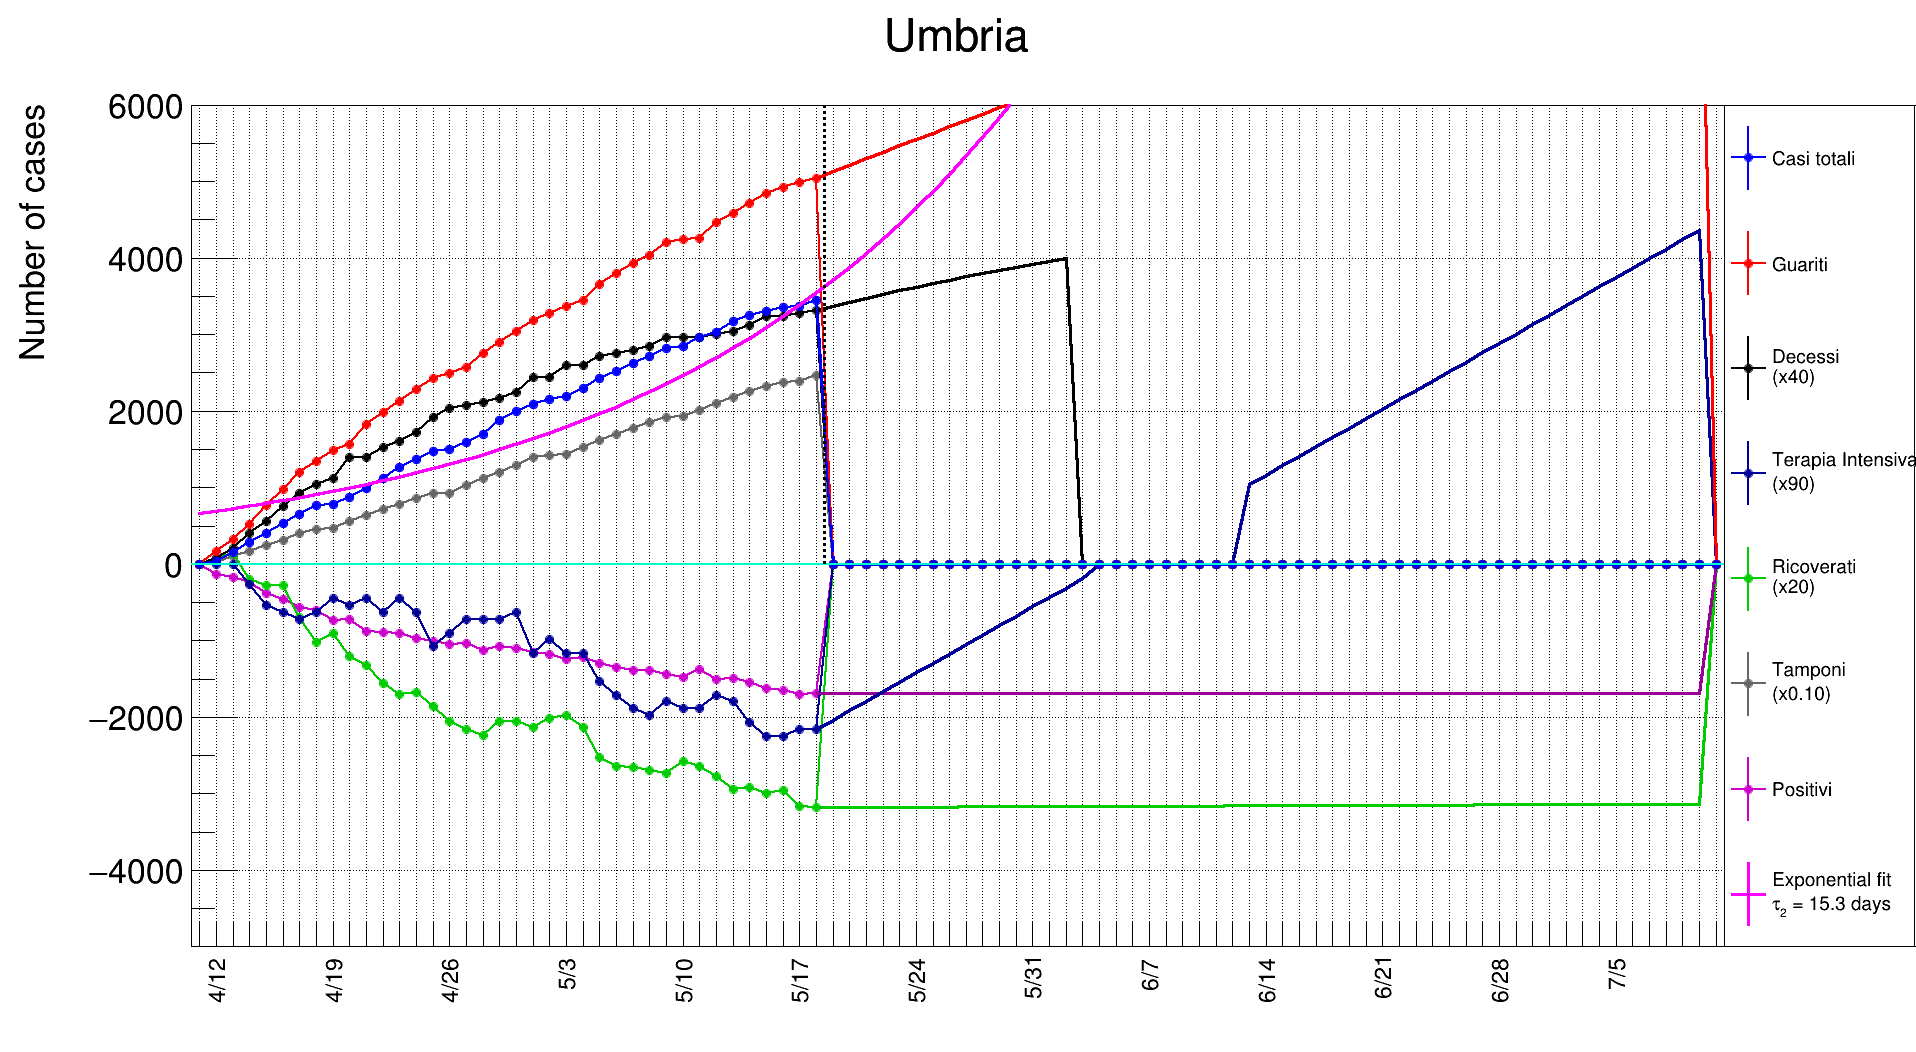 Umbria
Number of cases
6000
4000
2000
0
−2000
−4000
4/12
4/19
4/26
5/3
5/10
5/17
5/24
5/31
6/7
6/14
6/21
6/28
7/5
Casi totali
Guariti
Decessi
(x40)
Terapia Intensiva
(x90)
Ricoverati
(x20)
Tamponi
(x0.10)
Positivi
Exponential fit
τ2 = 15.3 days